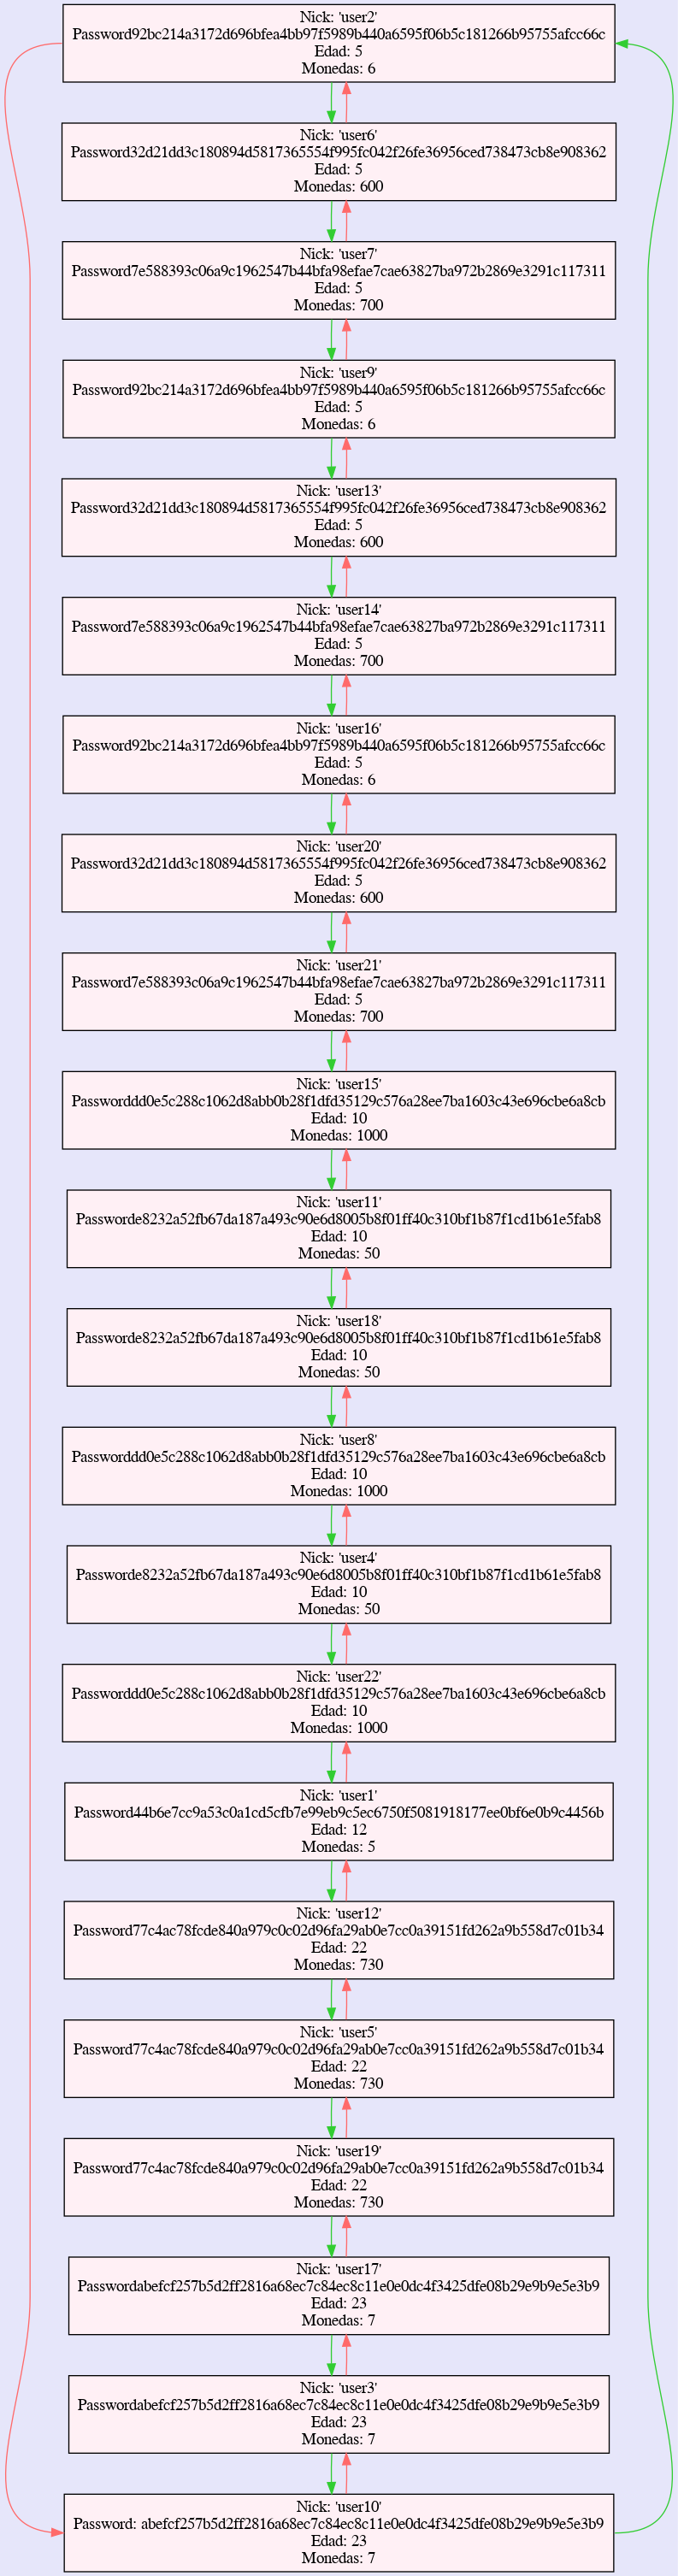 Nick: 'user2'
Password92bc214a3172d696bfea4bb97f5989b440a6595f06b5c181266b95755afcc66c
Edad: 5
Monedas: 6
Nick: 'user6'
Password32d21dd3c180894d5817365554f995fc042f26fe36956ced738473cb8e908362
Edad: 5
Monedas: 600
Nick: 'user7'
Password7e588393c06a9c1962547b44bfa98efae7cae63827ba972b2869e3291c117311
Edad: 5
Monedas: 700
Nick: 'user9'
Password92bc214a3172d696bfea4bb97f5989b440a6595f06b5c181266b95755afcc66c
Edad: 5
Monedas: 6
Nick: 'user13'
Password32d21dd3c180894d5817365554f995fc042f26fe36956ced738473cb8e908362
Edad: 5
Monedas: 600
Nick: 'user14'
Password7e588393c06a9c1962547b44bfa98efae7cae63827ba972b2869e3291c117311
Edad: 5
Monedas: 700
Nick: 'user16'
Password92bc214a3172d696bfea4bb97f5989b440a6595f06b5c181266b95755afcc66c
Edad: 5
Monedas: 6
Nick: 'user20'
Password32d21dd3c180894d5817365554f995fc042f26fe36956ced738473cb8e908362
Edad: 5
Monedas: 600
Nick: 'user21'
Password7e588393c06a9c1962547b44bfa98efae7cae63827ba972b2869e3291c117311
Edad: 5
Monedas: 700
Nick: 'user15'
Passworddd0e5c288c1062d8abb0b28f1dfd35129c576a28ee7ba1603c43e696cbe6a8cb
Edad: 10
Monedas: 1000
Nick: 'user11'
Passworde8232a52fb67da187a493c90e6d8005b8f01ff40c310bf1b87f1cd1b61e5fab8
Edad: 10
Monedas: 50
Nick: 'user18'
Passworde8232a52fb67da187a493c90e6d8005b8f01ff40c310bf1b87f1cd1b61e5fab8
Edad: 10
Monedas: 50
Nick: 'user8'
Passworddd0e5c288c1062d8abb0b28f1dfd35129c576a28ee7ba1603c43e696cbe6a8cb
Edad: 10
Monedas: 1000
Nick: 'user4'
Passworde8232a52fb67da187a493c90e6d8005b8f01ff40c310bf1b87f1cd1b61e5fab8
Edad: 10
Monedas: 50
Nick: 'user22'
Passworddd0e5c288c1062d8abb0b28f1dfd35129c576a28ee7ba1603c43e696cbe6a8cb
Edad: 10
Monedas: 1000
Nick: 'user1'
Password44b6e7cc9a53c0a1cd5cfb7e99eb9c5ec6750f5081918177ee0bf6e0b9c4456b
Edad: 12
Monedas: 5
Nick: 'user12'
Password77c4ac78fcde840a979c0c02d96fa29ab0e7cc0a39151fd262a9b558d7c01b34
Edad: 22
Monedas: 730
Nick: 'user5'
Password77c4ac78fcde840a979c0c02d96fa29ab0e7cc0a39151fd262a9b558d7c01b34
Edad: 22
Monedas: 730
Nick: 'user19'
Password77c4ac78fcde840a979c0c02d96fa29ab0e7cc0a39151fd262a9b558d7c01b34
Edad: 22
Monedas: 730
Nick: 'user17'
Passwordabefcf257b5d2ff2816a68ec7c84ec8c11e0e0dc4f3425dfe08b29e9b9e5e3b9
Edad: 23
Monedas: 7
Nick: 'user3'
Passwordabefcf257b5d2ff2816a68ec7c84ec8c11e0e0dc4f3425dfe08b29e9b9e5e3b9
Edad: 23
Monedas: 7
Nick: 'user10'
Password: abefcf257b5d2ff2816a68ec7c84ec8c11e0e0dc4f3425dfe08b29e9b9e5e3b9
Edad: 23
Monedas: 7